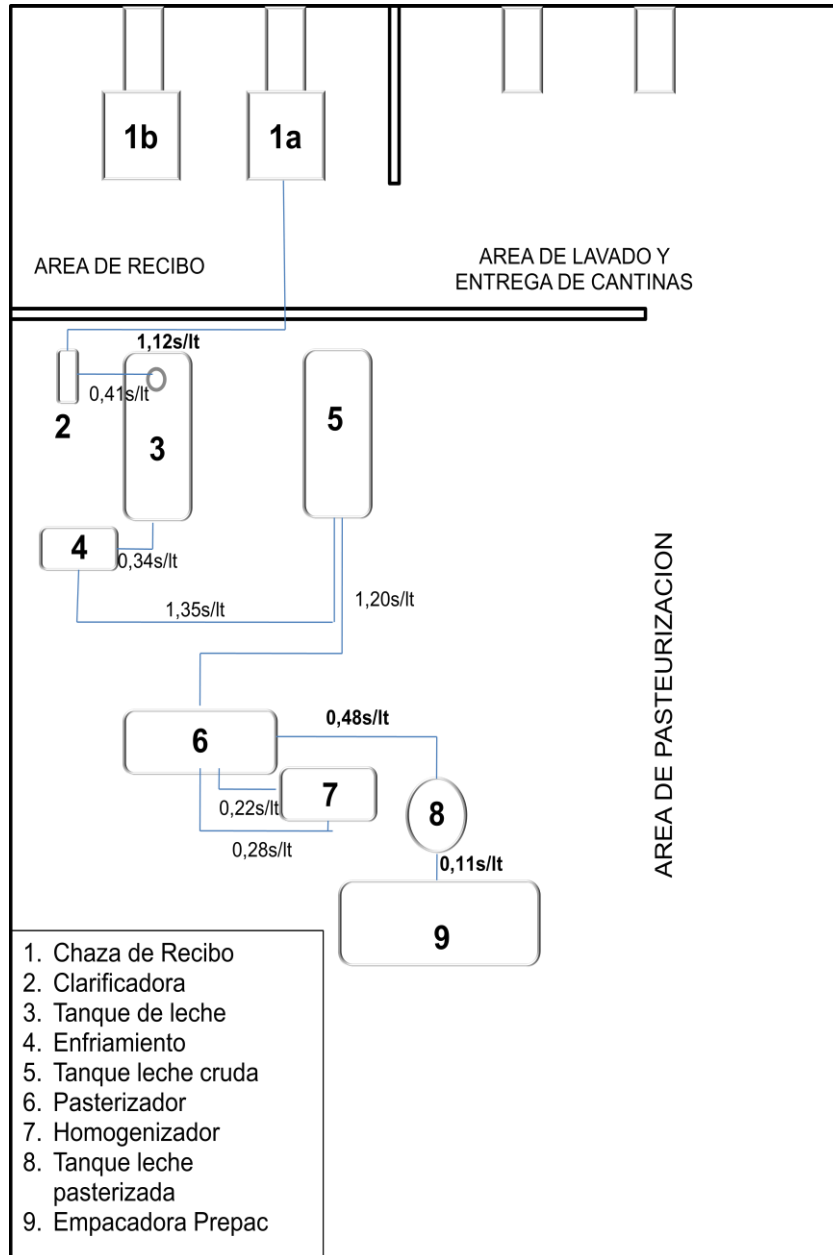 1b
1a
AREA DE RECIBO
AREA DE LAVADO Y
ENTREGA DE CANTINAS
1,12s/lt
0,41s/lt
2
3
5
4
0,34s/lt
1,35s/lt
1,20s/lt
AREA DE PASTEURIZACION
6
0,48s/lt
7
0,22s/lt
8
0,28s/lt
0,11s/lt
9
1. Chaza de Recibo
2. Clarificadora
3. Tanque de leche
4. Enfriamiento
5. Tanque leche cruda
6. Pasterizador
7. Homogenizador
8. Tanque leche
pasterizada
9. Empacadora Prepac